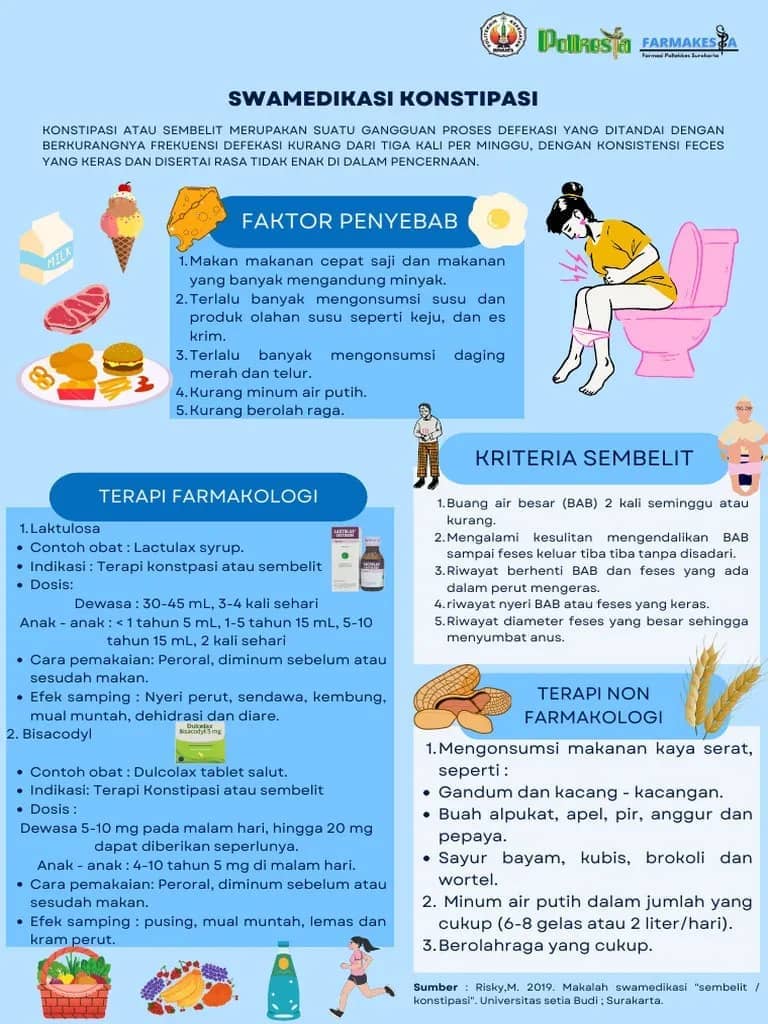 Polkesta
FARMAKESTA
Farmasi Poltekkes Surakarta
SWAMEDIKASI KONSTIPASI
KONSTIPASI ATAU SEMBELIT MERUPAKAN SUATU GANGGUAN PROSES DEFEKASI YANG DITANDAI DENGAN
BERKURANGNYA FREKUENSI DEFEKASI KURANG DARI TIGA KALI PER MINGGU, DENGAN KONSISTENSI FECES
YANG KERAS DAN DISERTAI RASA TIDAK ENAK DI DALAM PENCERNAAN.
FAKTOR PENYEBAB
MILK
1. Makan makanan cepat saji dan makanan
yang banyak mengandung minyak.
2. Terlalu banyak mengonsumsi susu dan
produk olahan susu seperti keju, dan es
krim.
3. Terlalu banyak mengonsumsi daging
merah dan telur.
4. Kurang minum air putih.
5. Kurang berolah raga.
KRITERIA SEMBELIT
1. Buang air besar (BAB) 2 kali seminggu atau
kurang.
2. Mengalami kesulitan mengendalikan BAB
sampai feses keluar tiba tiba tanpa disadari.
3. Riwayat berhenti BAB dan feses yang ada
dalam perut mengeras.
4. riwayat nyeri BAB atau feses yang keras.
5. Riwayat diameter feses yang besar sehingga
menyumbat anus.
TERAPI FARMAKOLOGI
1. Laktulosa
• Contoh obat : Lactulax syrup.
• Indikasi : Terapi konstpasi atau sembelit
• Dosis:
Dewasa : 30-45 mL, 3-4 kali sehari
Anak - anak : < 1 tahun 5 mL, 1-5 tahun 15 mL, 5-10
tahun 15 mL, 2 kali sehari
• Cara pemakaian: Peroral, diminum sebelum atau
sesudah makan.
• Efek samping : Nyeri perut, sendawa, kembung,
mual muntah, dehidrasi dan diare.
2. Bisacodyl
Dulcolax
Bisacodyl 5 mg
• Contoh obat : Dulcolax tablet salut.
• Indikasi: Terapi Konstipasi atau sembelit
• Dosis :
Dewasa 5-10 mg pada malam hari, hingga 20 mg
dapat diberikan seperlunya.
Anak - anak : 4-10 tahun 5 mg di malam hari.
• Cara pemakaian: Peroral, diminum sebelum atau
sesudah makan.
• Efek samping : pusing, mual muntah, lemas dan
kram perut.
TERAPI NON
FARMAKOLOGI
1. Mengonsumsi makanan kaya serat,
seperti :
• Gandum dan kacang - kacangan.
• Buah alpukat, apel, pir, anggur dan
pepaya.
• Sayur bayam, kubis, brokoli dan
wortel.
2. Minum air putih dalam jumlah yang
cukup (6-8 gelas atau 2 liter/hari).
3. Berolahraga yang cukup.
Sumber : Risky,M. 2019. Makalah swamedikasi "sembelit /
konstipasi". Universitas setia Budi ; Surakarta.